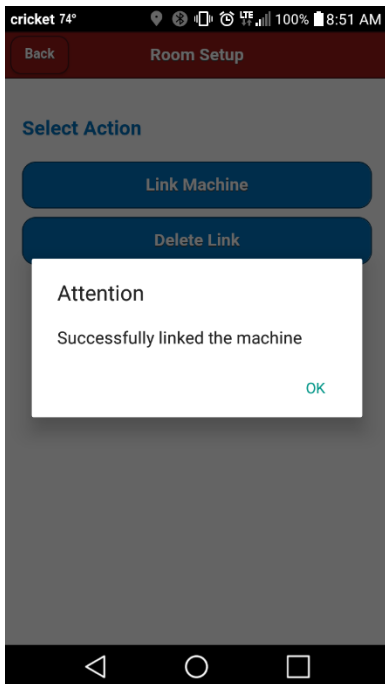 cricket 74° LTE 100% 8:51 AM
Back Room Setup
Select Action
Link Machine
Delete Link
Attention
Successfully linked the machine
OK